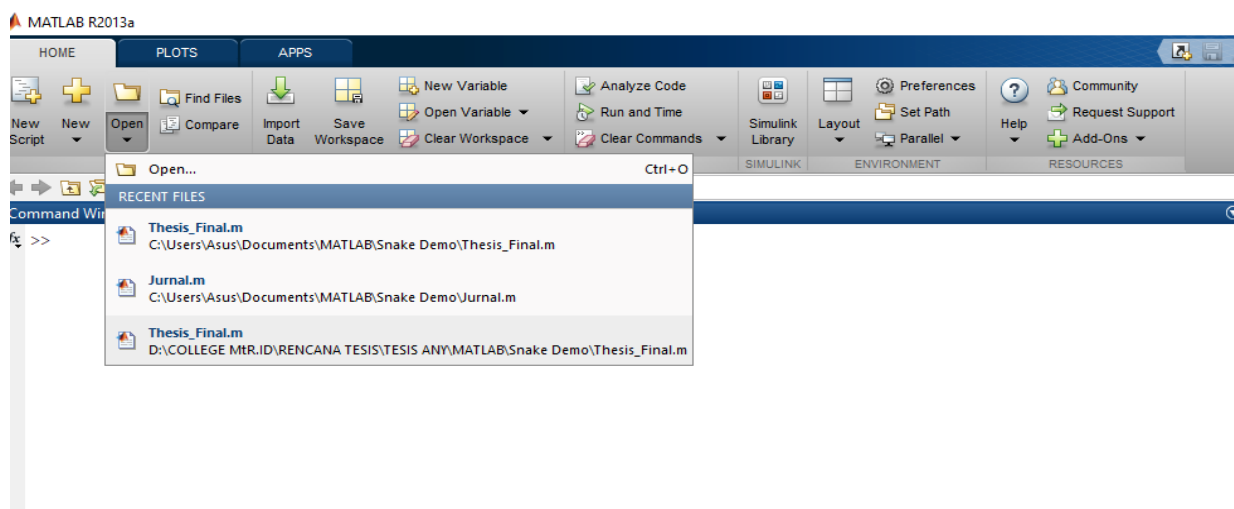 MATLAB R2013a
HOME PLOTS APPS
New Script
New
Open
Find Files
Compare
Import Data
Save Workspace
New Variable
Open Variable
Clear Workspace
Analyze Code
Run and Time
Clear Commands
Simulink Library
Layout
Preferences
Set Path
Parallel
Help
Community
Request Support
Add-Ons
SIMULINK ENVIRONMENT RESOURCES
Open... Ctrl+O
RECENT FILES
Thesis_Final.m
C:\Users\Asus\Documents\MATLAB\Snake Demo\Thesis_Final.m
Jurnal.m
C:\Users\Asus\Documents\MATLAB\Snake Demo\Jurnal.m
Thesis_Final.m
D:\COLLEGE MtR.ID\RENCANA TESIS\TESIS ANY\MATLAB\Snake Demo\Thesis_Final.m
Command Wi
fx >>